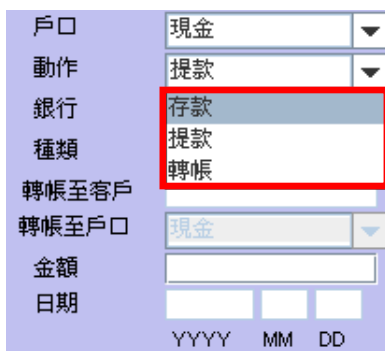 戶口 現金
動作 提款
銀行 存款
種類 提款
轉帳
轉帳至客戶
轉帳至戶口 現金
金額
日期
YYYY MM DD